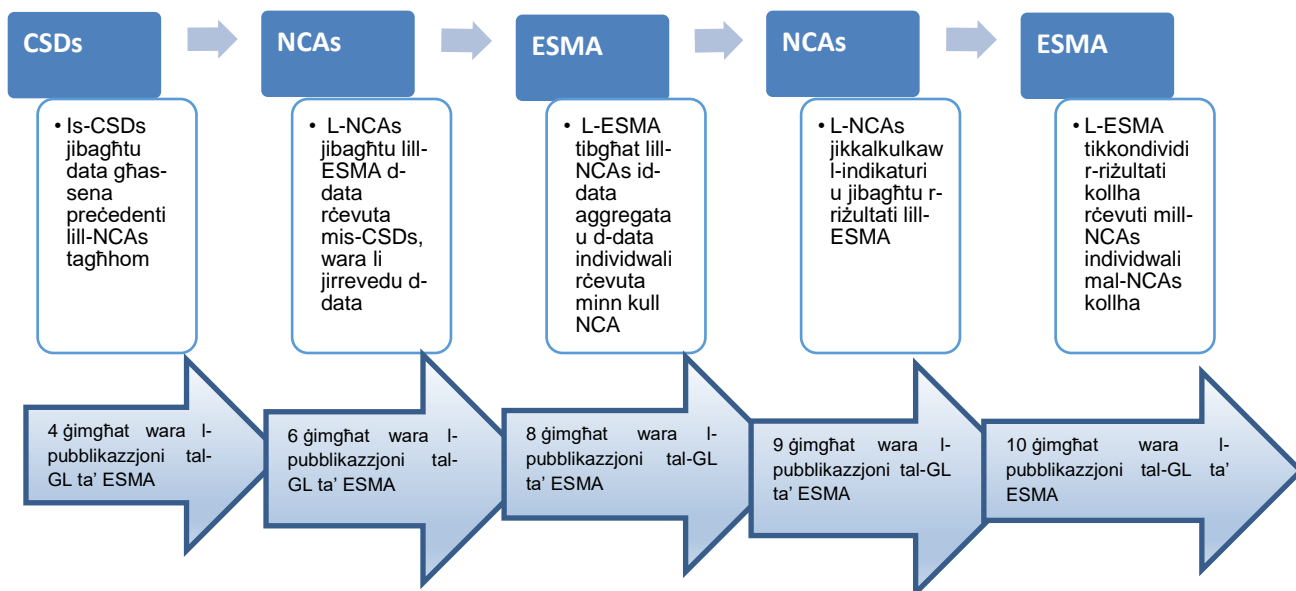 CSDs
NCAs
ESMA
NCAs
ESMA
• Is-CSDs
jibagħtu
data għas-
sena
preċedenti
lill-NCAs
tagħhom
• L-NCAs
jibagħtu lill-
ESMA d-
data
rċevuta
mis-CSDs,
wara li
jirrevedu d-
data
• L-ESMA
tibgħat lill-
NCAs id-
data
aggregata
u d-data
individwali
rċevuta
minn kull
NCA
• L-NCAs
jikkalkulkaw
l-indikaturi
u jibagħtu r-
riżultati lill-
ESMA
• L-ESMA
tikkondividi
r-riżultati
kollha
rċevuti mill-
NCAs
individwali
mal-NCAs
kollha
4 ġimgħat wara l-
pubblikazzjoni tal-
GL ta’ ESMA
6 ġimgħat wara l-
pubblikazzjoni tal-
GL ta’ ESMA
8 ġimgħat wara l-
pubblikazzjoni tal-GL
ta’ ESMA
9 ġimgħat wara l-
pubblikazzjoni tal-GL
ta’ ESMA
10 ġimgħat wara l-
pubblikazzjoni tal-GL ta’
ESMA